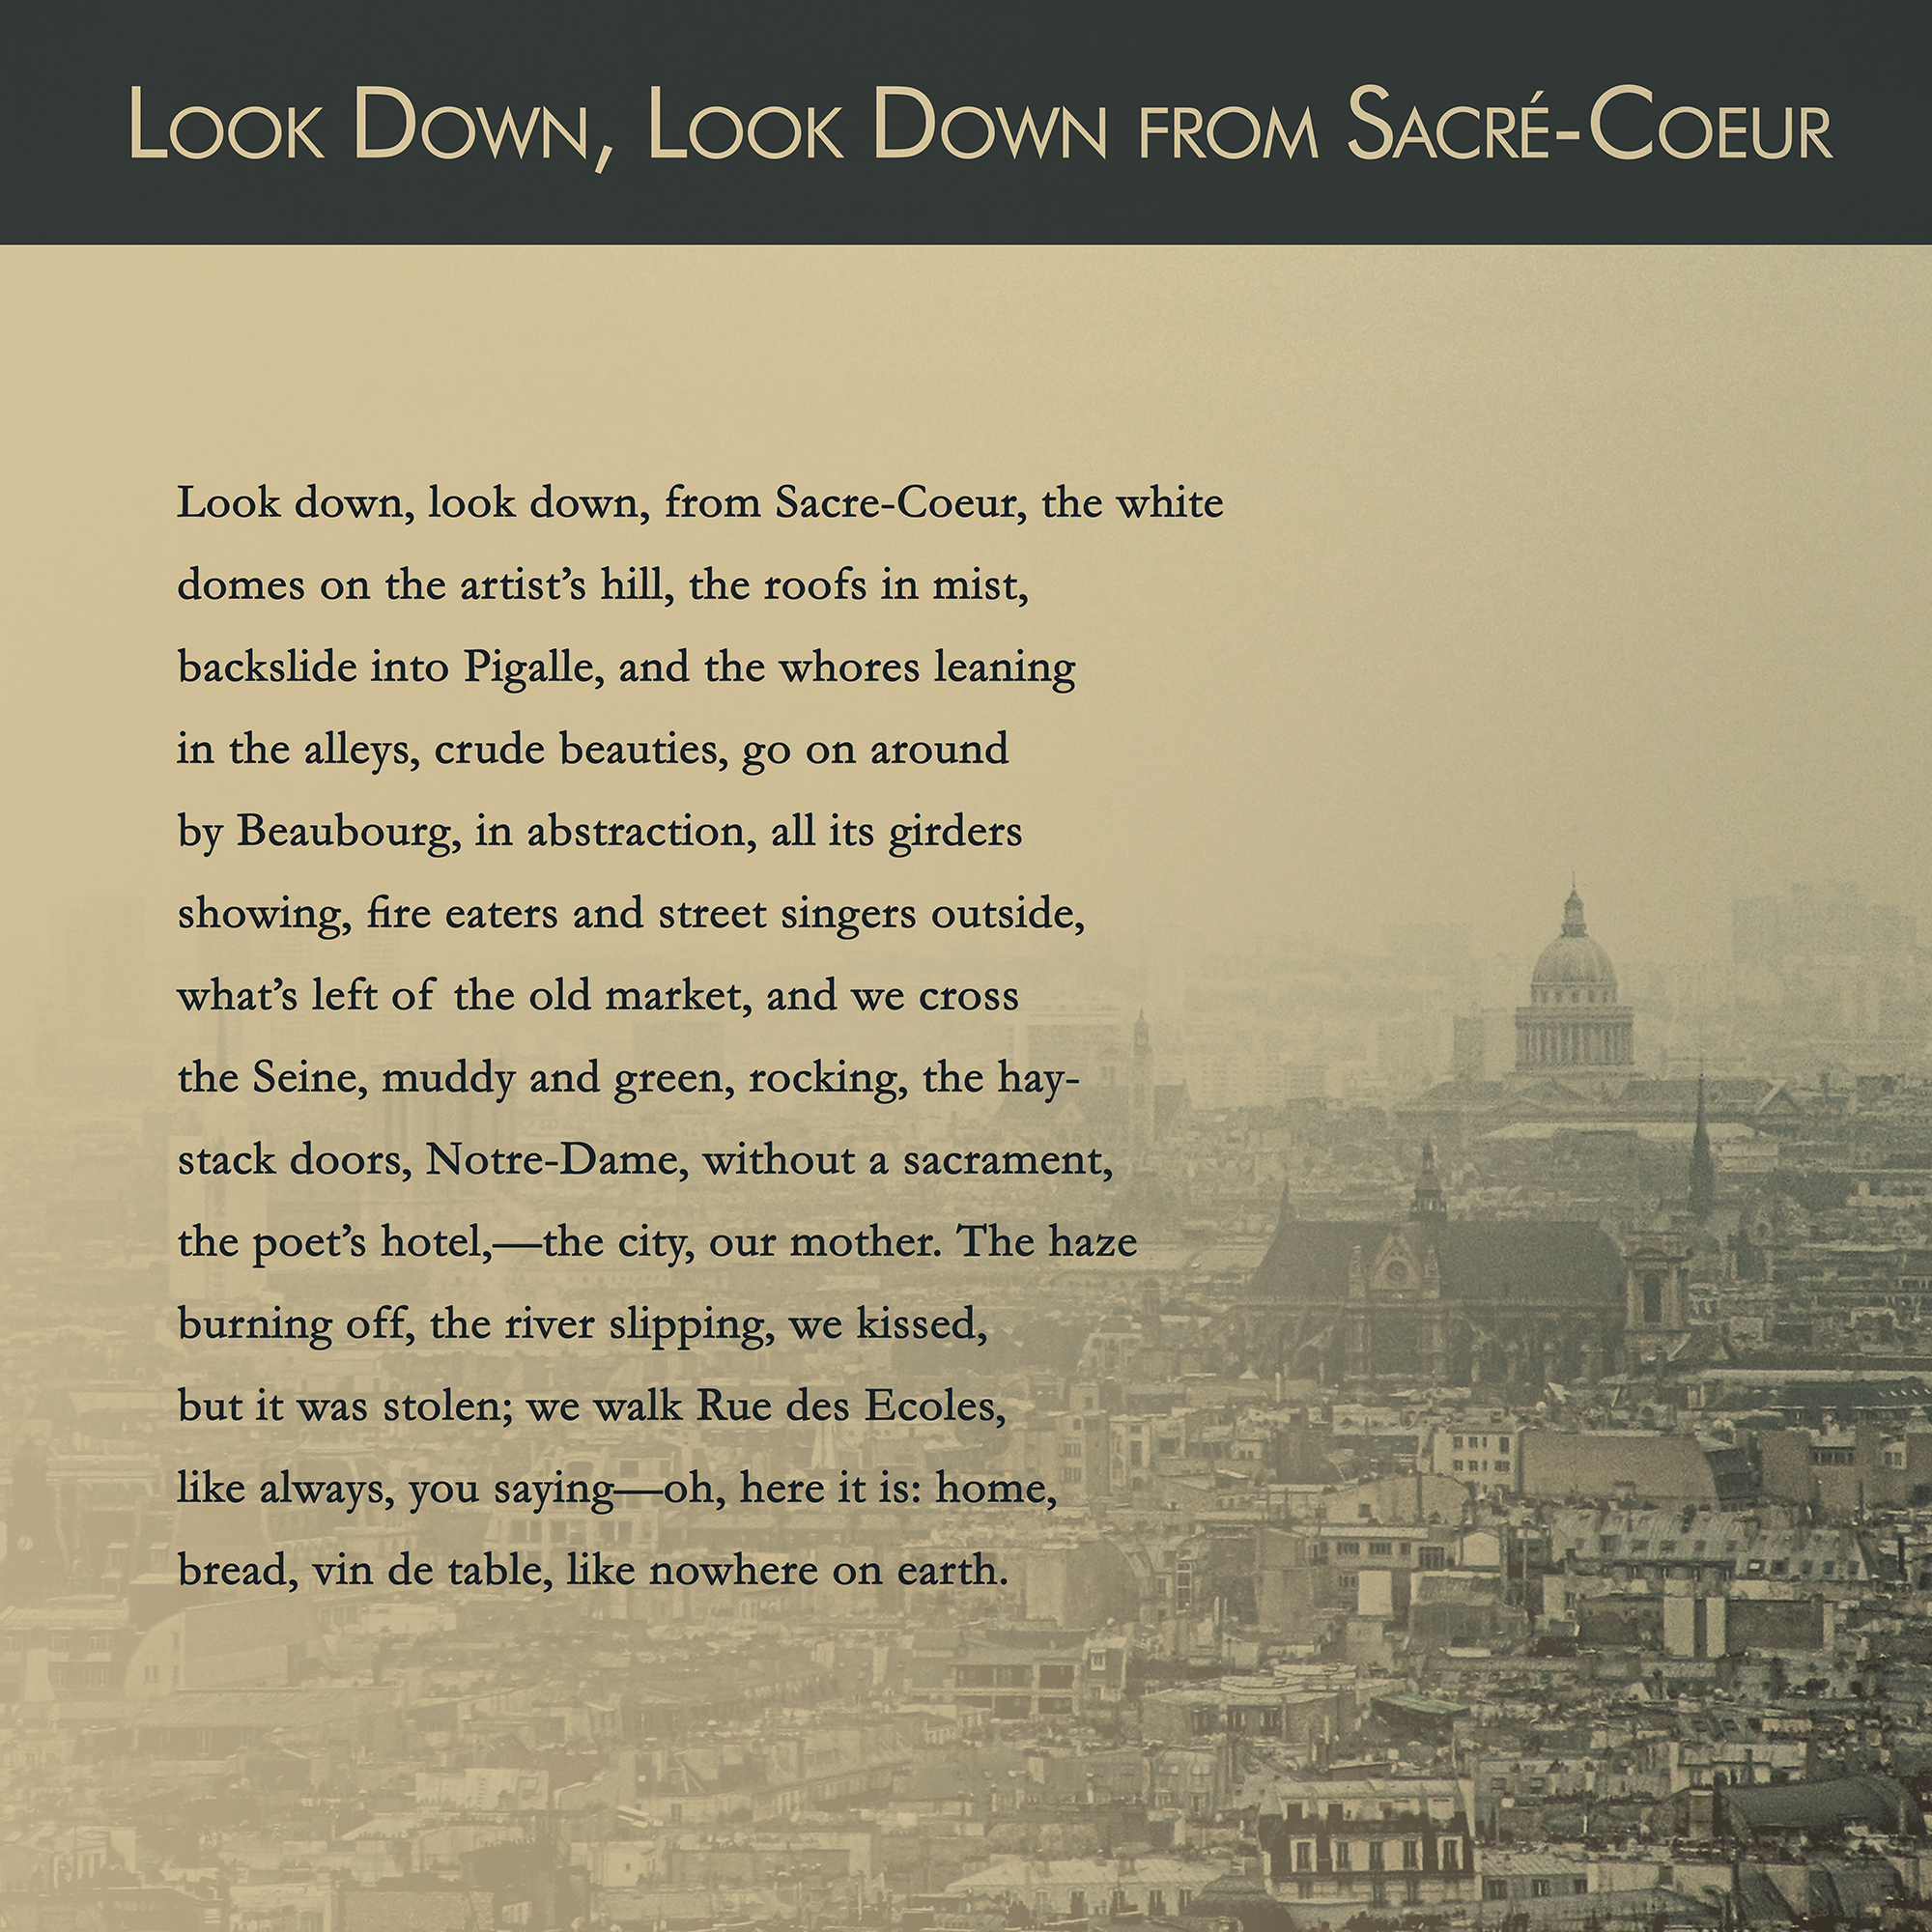 Look Down, Look Down from Sacré-Coeur
Look down, look down, from Sacre-Coeur, the white
domes on the artist’s hill, the roofs in mist,
backslide into Pigalle, and the whores leaning
in the alleys, crude beauties, go on around
by Beaubourg, in abstraction, all its girders
showing, fire eaters and street singers outside,
what’s left of the old market, and we cross
the Seine, muddy and green, rocking, the hay-
stack doors, Notre-Dame, without a sacrament,
the poet’s hotel,—the city, our mother. The haze
burning off, the river slipping, we kissed,
but it was stolen; we walk Rue des Ecoles,
like always, you saying—oh, here it is: home,
bread, vin de table, like nowhere on earth.